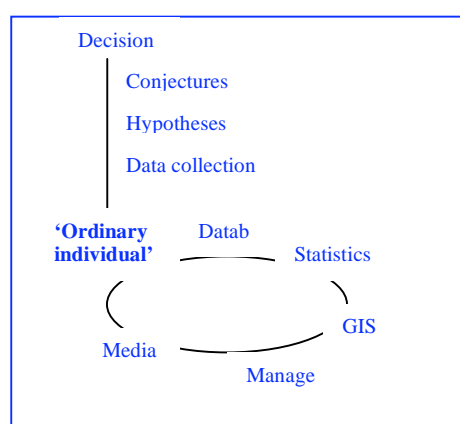 Decision
Conjectures
Hypotheses
Data collection
‘Ordinary
individual’
Datab
Statistics
GIS
Media
Manage